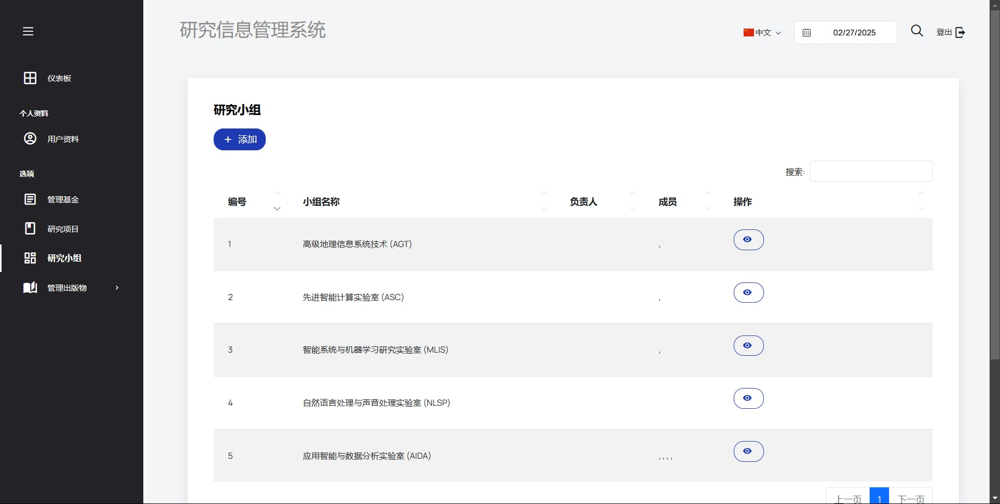 研究信息管理系统
中文
02/27/2025
登出
仪表板
个人资料
用户资料
选项
管理基金
研究项目
研究小组
管理出版物
研究小组
+ 添加
搜索:
编号 小组名称 负责人 成员 操作
1 高级地理信息系统技术 (AGT) ,
2 先进智能计算实验室 (ASC) ,
3 智能系统与机器学习研究实验室 (MLIS) ,
4 自然语言处理与声音处理实验室 (NLSP)
5 应用智能与数据分析实验室 (AIDA) , , , ,
上一页 1 下一页